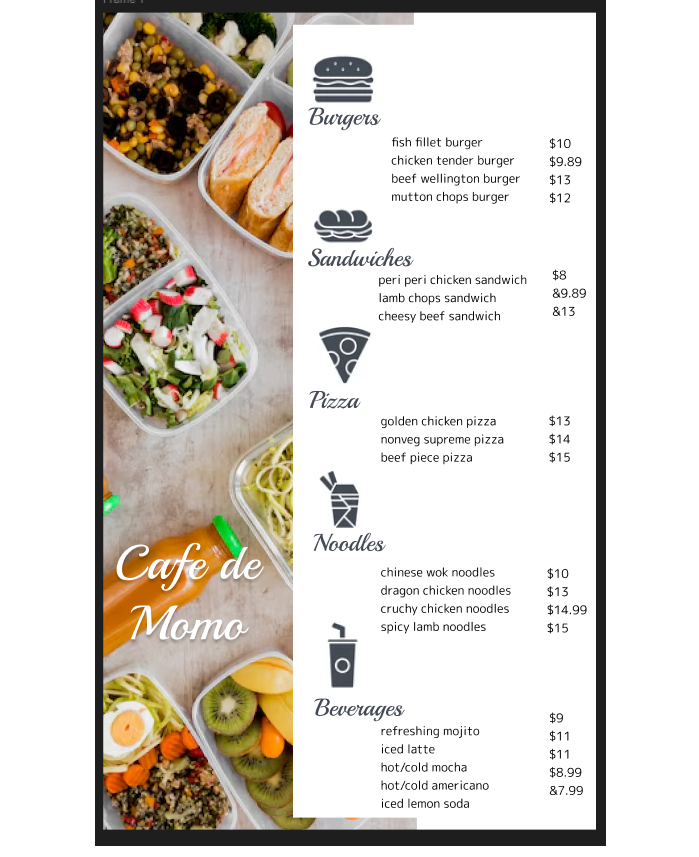 Burgers
fish fillet burger $10
chicken tender burger $9.89
beef wellington burger $13
mutton chops burger $12
Sandwiches
peri peri chicken sandwich $8
lamb chops sandwich &9.89
cheesy beef sandwich &13
Pizza
golden chicken pizza $13
nonveg supreme pizza $14
beef piece pizza $15
Noodles
chinese wok noodles $10
dragon chicken noodles $13
cruchy chicken noodles $14.99
spicy lamb noodles $15
Cafe de
Momo
Beverages
refreshing mojito $9
iced latte $11
hot/cold mocha $11
hot/cold americano $8.99
iced lemon soda &7.99